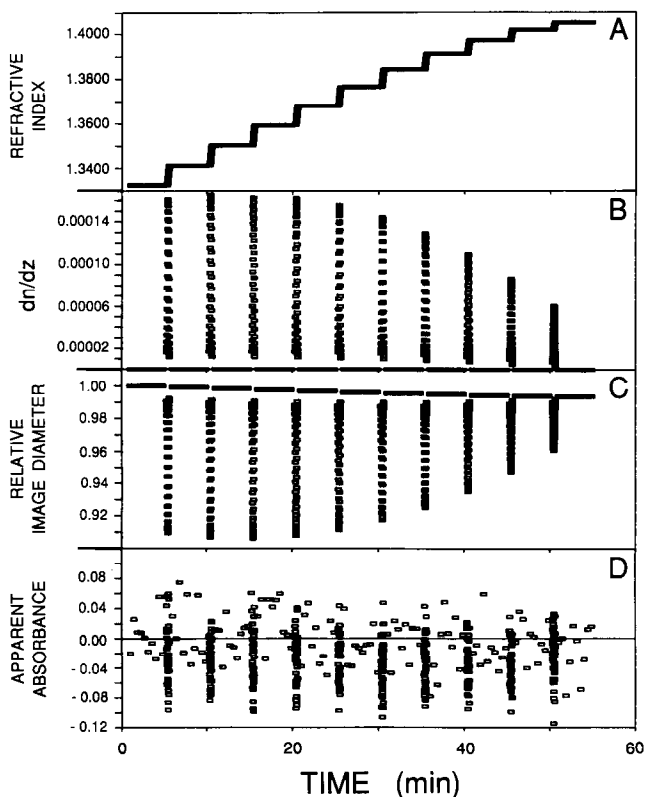 A
REFRACTIVE
INDEX
1.4000
1.3800
1.3600
1.3400
B
dn/dz
0.00014
0.00010
0.00006
0.00002
C
RELATIVE
IMAGE DIAMETER
1.00
0.98
0.96
0.94
0.92
D
APPARENT
ABSORBANCE
0.08
0.04
0.00
-0.04
-0.08
-0.12
0
20
40
60
TIME (min)